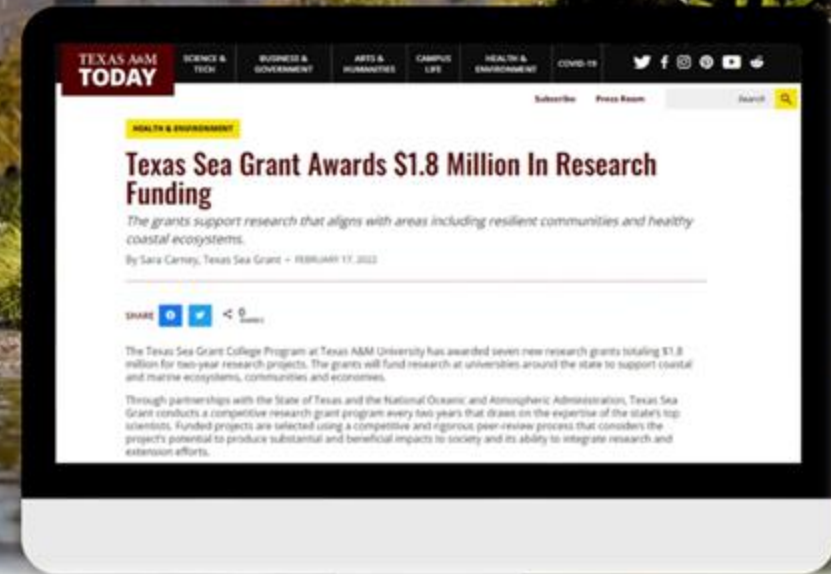 TEXAS A&M
TODAY
SCIENCE &
TECH
BUSINESS &
GOVERNMENT
ARTS &
HUMANITIES
CAMPUS
LIFE
HEALTH &
ENVIRONMENT
COVID-19
Subscribe Press Room Search
HEALTH & ENVIRONMENT
Texas Sea Grant Awards $1.8 Million In Research
Funding
The grants support research that aligns with areas including resilient communities and healthy
coastal ecosystems.
By Sara Carney, Texas Sea Grant • FEBRUARY 17, 2022
SHARE 0
SHARES
The Texas Sea Grant College Program at Texas A&M University has awarded seven new research grants totaling $1.8
million for two-year research projects. The grants will fund research at universities around the state to support coastal
and marine ecosystems, communities and economies.
Through partnerships with the State of Texas and the National Oceanic and Atmospheric Administration, Texas Sea
Grant conducts a competitive research grant program every two years that draws on the expertise of the state's top
scientists. Funded projects are selected using a competitive and rigorous peer-review process that considers the
project's potential to produce substantial and beneficial impacts to society and its ability to integrate research and
extension efforts.